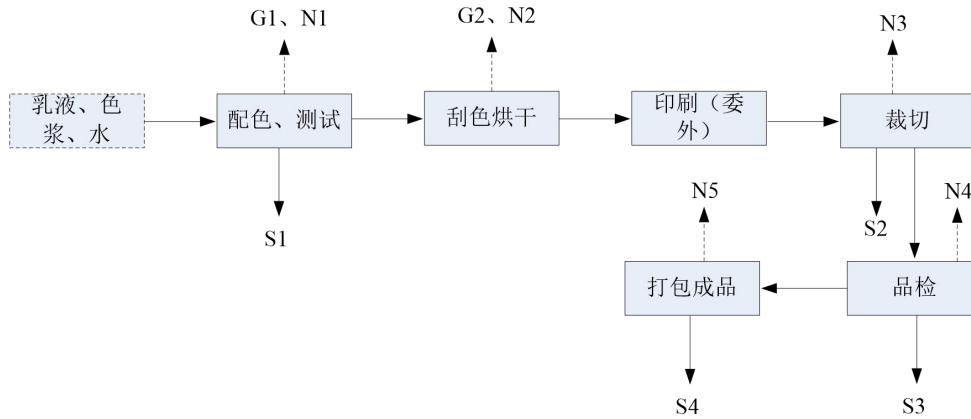 G1、N1
G2、N2
N3
乳液、色
浆、水
配色、测试
刮色烘干
印刷（委
外）
裁切
S1
S2
N5
N4
打包成品
品检
S4
S3